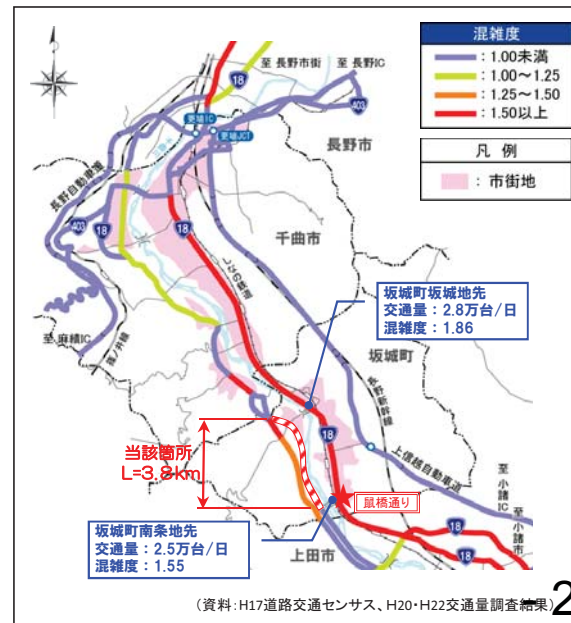 混雑度
：1.00未満
：1.00～1.25
：1.25～1.50
：1.50以上
凡 例
：市街地
至 長野市街
至 長野IC
18
403
更埴IC
更埴JCT
長野市
長野自動車道
403
18
18
千曲市
しなの鉄道
至 麻績IC
篠ノ井線
坂城町坂城地先
交通量：2.8万台/日
混雑度：1.86
坂城町
長野新幹線
18
上信越自動車道
当該箇所
L=3.8km
鼠橋通り
至 小諸IC
至 小諸市
18
18
坂城町南条地先
交通量：2.5万台/日
混雑度：1.55
上田市
（資料：H17道路交通センサス、H20・H22交通量調査結果）
- 2